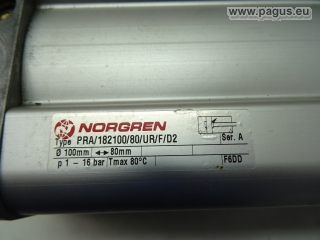 www.pagus.eu
NORGREN
Type PRA/182100/80/UR/F/D2 Ser. A
Ø 100mm ◄► 80mm
p 1 - 16 bar Tmax 80°C F6DD